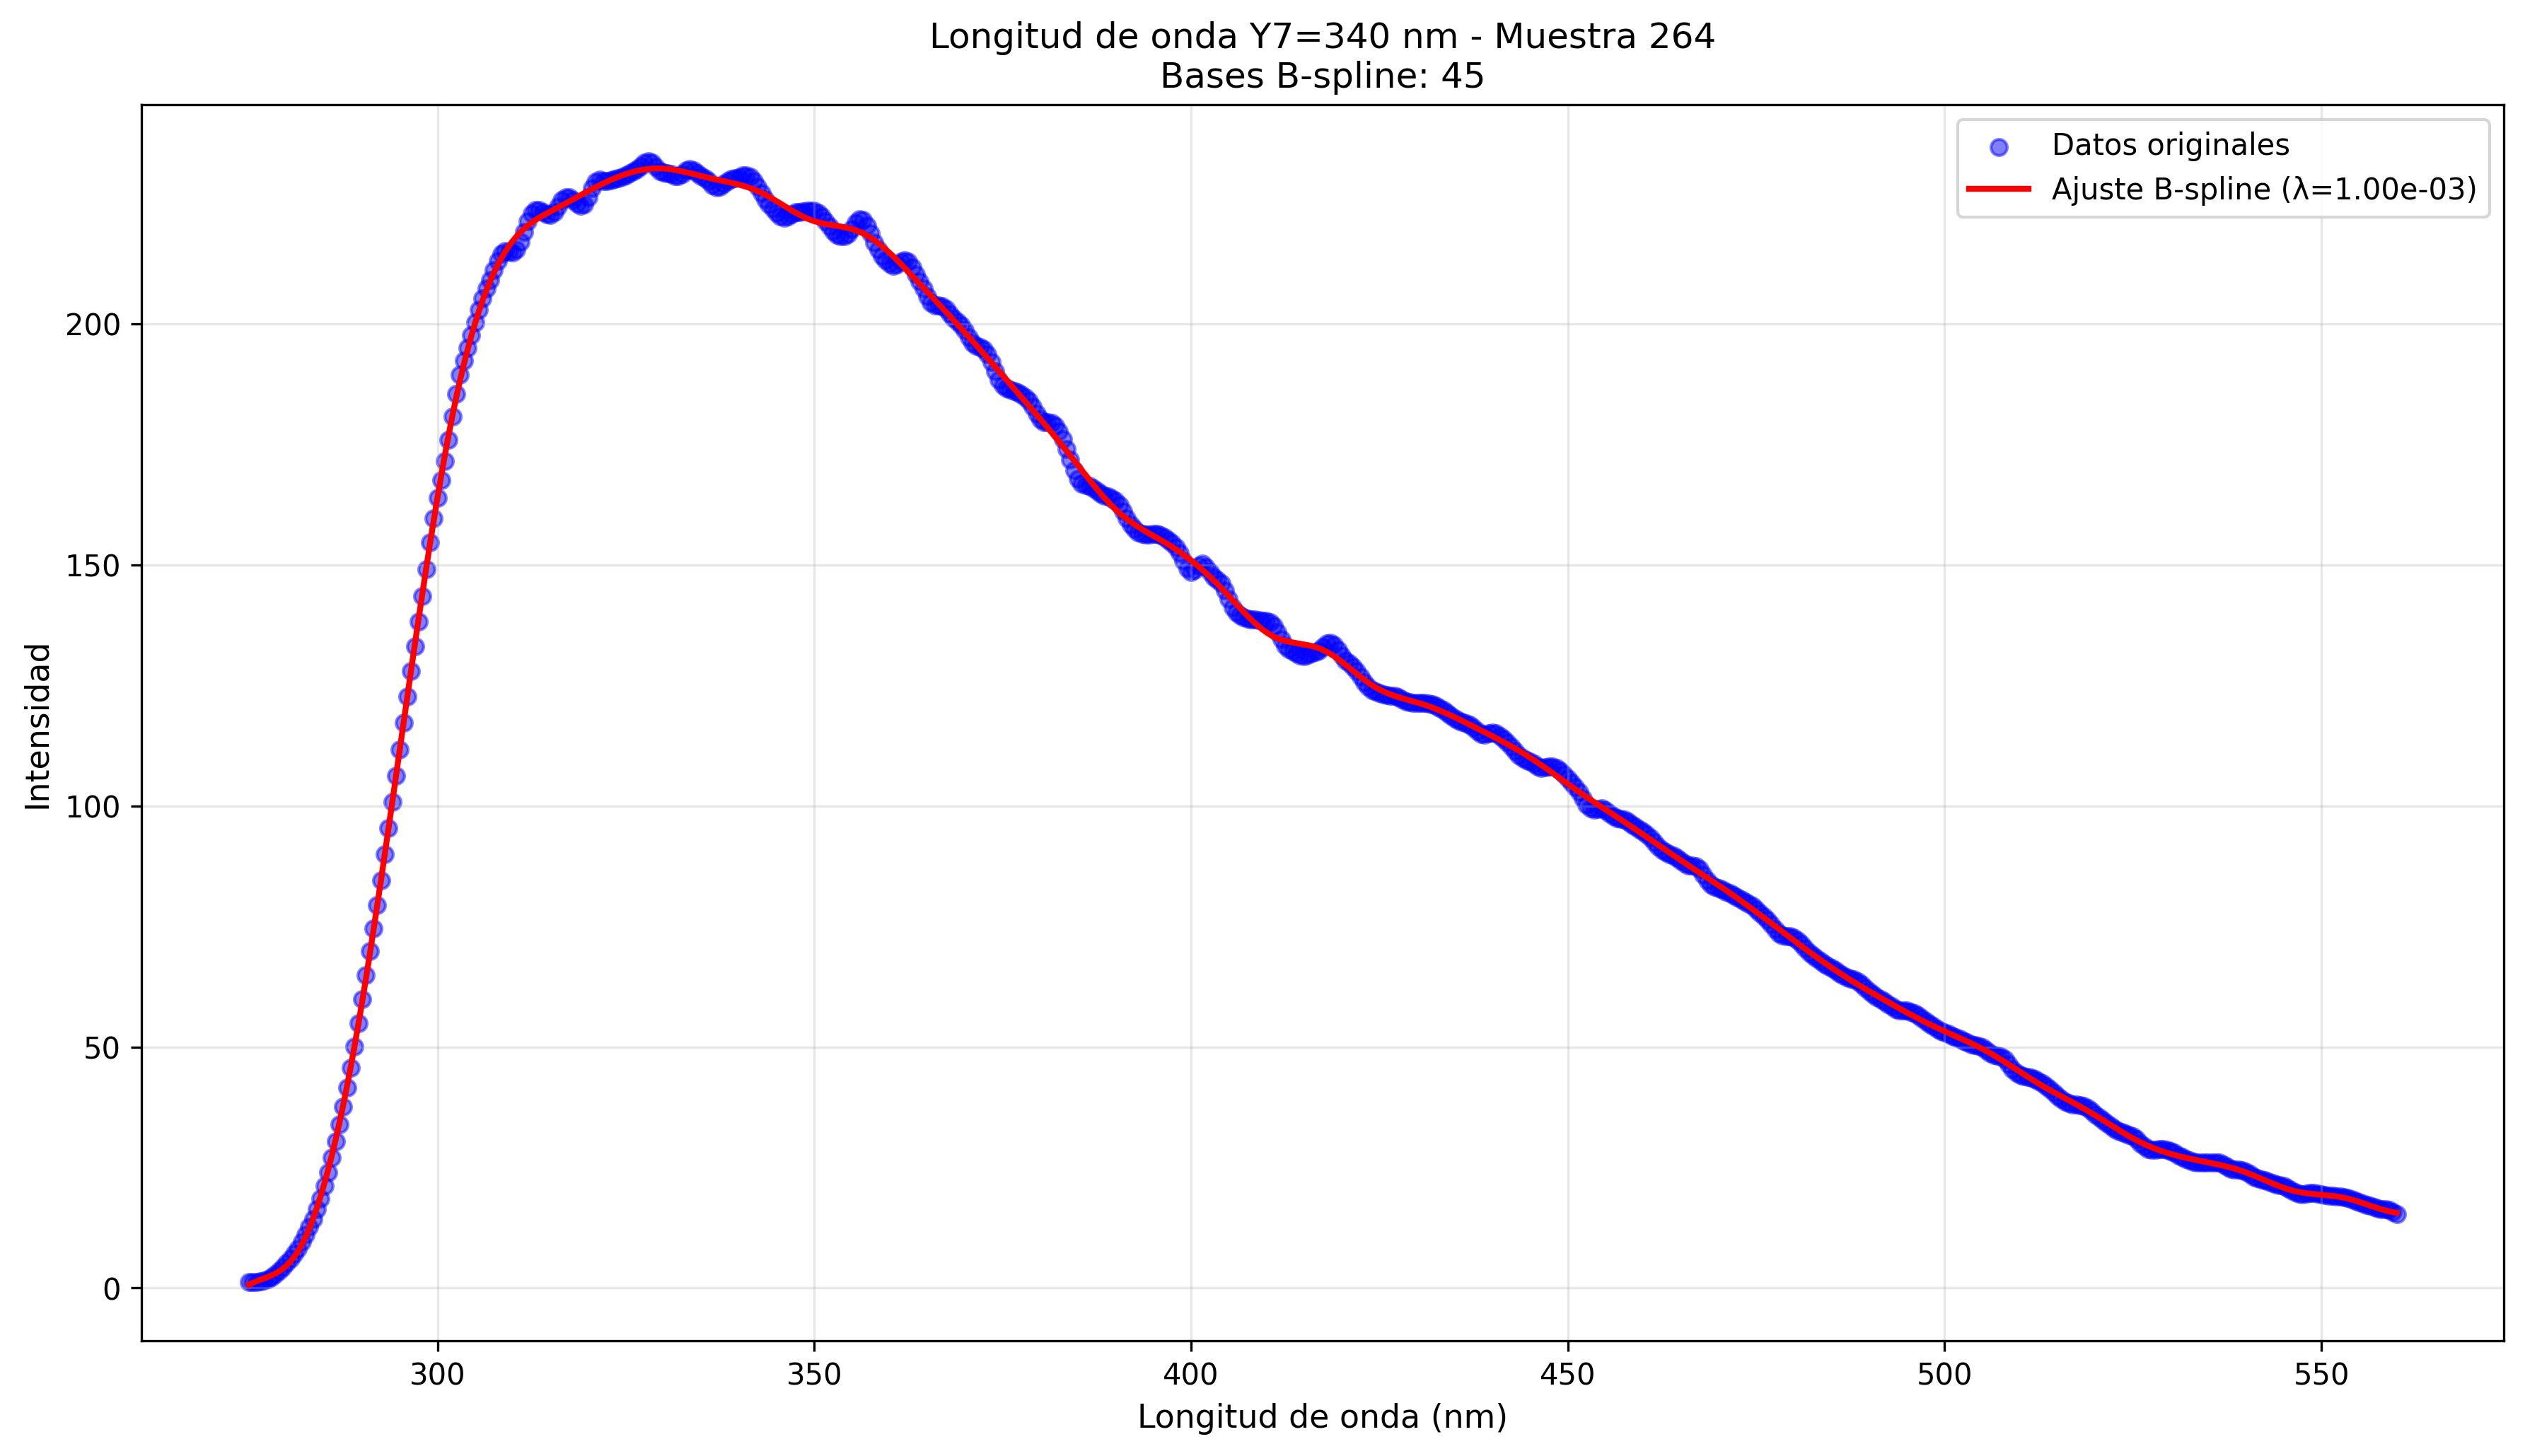 Longitud de onda Y7=340 nm - Muestra 264
Bases B-spline: 45
Datos originales
Ajuste B-spline (λ=1.00e-03)
Intensidad
200
150
100
50
0
300
350
400
450
500
550
Longitud de onda (nm)